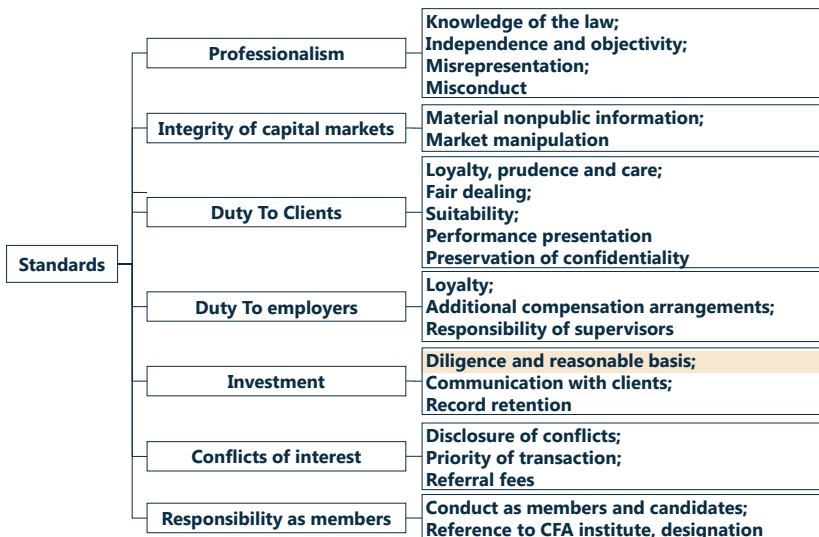 Standards
Professionalism
Knowledge of the law;
Independence and objectivity;
Misrepresentation;
Misconduct
Integrity of capital markets
Material nonpublic information;
Market manipulation
Duty To Clients
Loyalty, prudence and care;
Fair dealing;
Suitability;
Performance presentation
Preservation of confidentiality
Duty To employers
Loyalty;
Additional compensation arrangements;
Responsibility of supervisors
Investment
Diligence and reasonable basis;
Communication with clients;
Record retention
Conflicts of interest
Disclosure of conflicts;
Priority of transaction;
Referral fees
Responsibility as members
Conduct as members and candidates;
Reference to CFA institute, designation